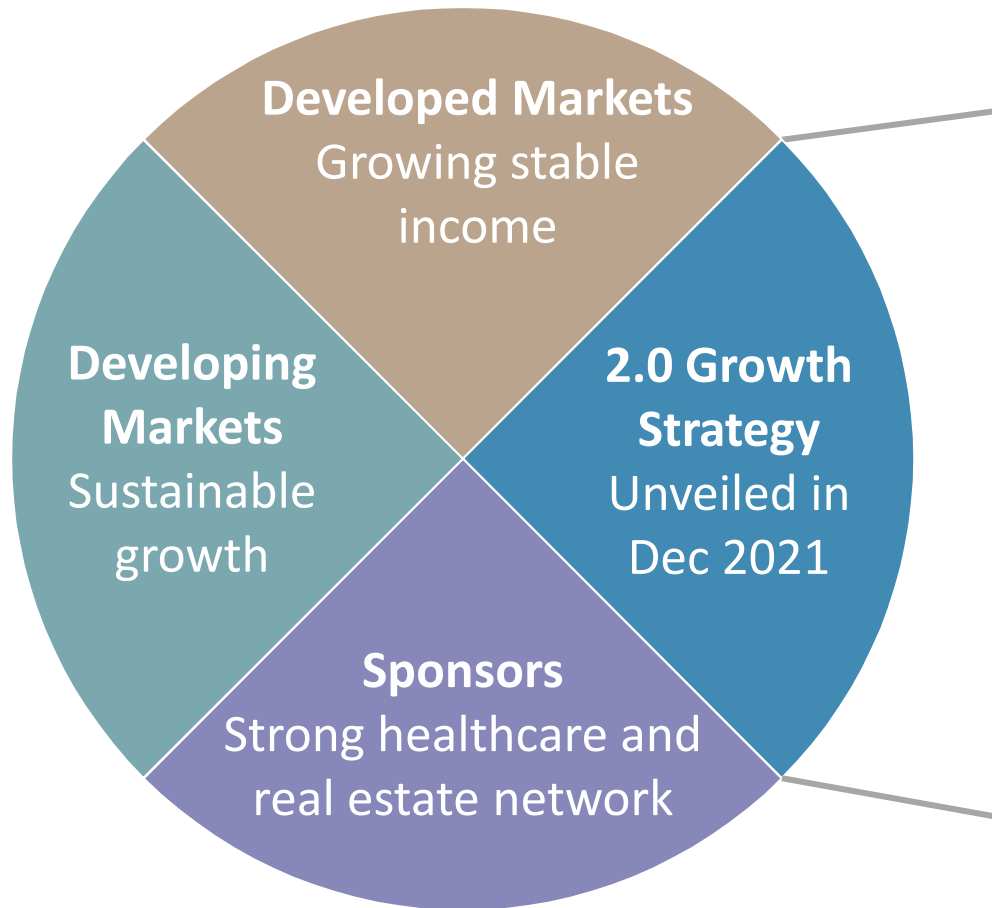 Developed Markets
Growing stable
income
Developing
Markets
Sustainable
growth
2.0 Growth
Strategy
Unveiled in
Dec 2021
Sponsors
Strong healthcare and
real estate network